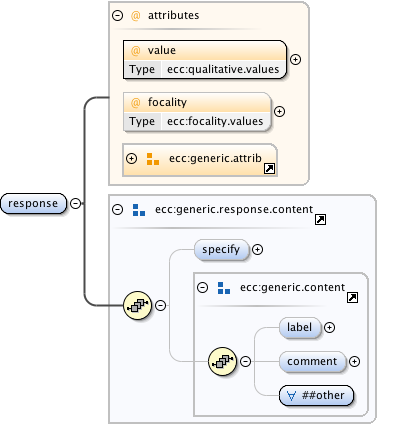 attributes
@ value
Type ecc:qualitative.values
@ focality
Type ecc:focality.values
ecc:generic.attrib
response
ecc:generic.response.content
specify
ecc:generic.content
label
comment
∀ ##other